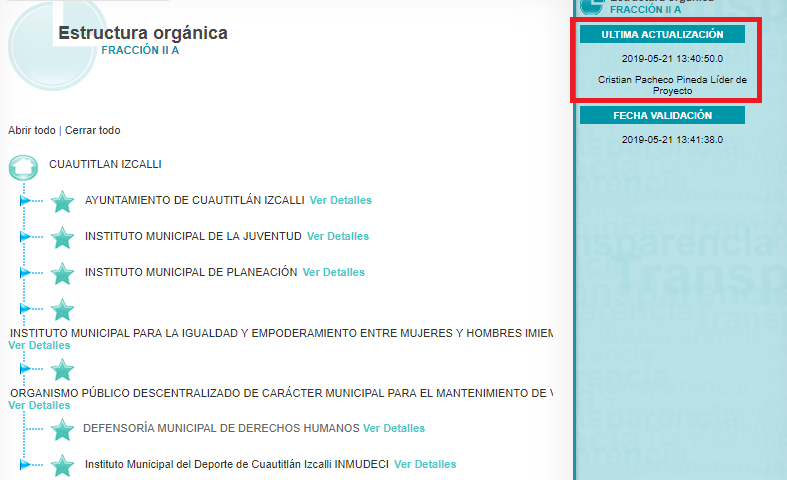 Estructura orgánica
FRACCIÓN II A
Abrir todo | Cerrar todo
CUAUTITLAN IZCALLI
AYUNTAMIENTO DE CUAUTITLÁN IZCALLI Ver Detalles
INSTITUTO MUNICIPAL DE LA JUVENTUD Ver Detalles
INSTITUTO MUNICIPAL DE PLANEACIÓN Ver Detalles
INSTITUTO MUNICIPAL PARA LA IGUALDAD Y EMPODERAMIENTO ENTRE MUJERES Y HOMBRES IMIEM
Ver Detalles
ORGANISMO PÚBLICO DESCENTRALIZADO DE CARÁCTER MUNICIPAL PARA EL MANTENIMIENTO DE V
Ver Detalles
DEFENSORÍA MUNICIPAL DE DERECHOS HUMANOS Ver Detalles
Instituto Municipal del Deporte de Cuautitlán Izcalli INMUDECI Ver Detalles
Estructura orgánica
FRACCIÓN II A
ULTIMA ACTUALIZACIÓN
2019-05-21 13:40:50.0
Cristian Pacheco Pineda Líder de
Proyecto
FECHA VALIDACIÓN
2019-05-21 13:41:38.0